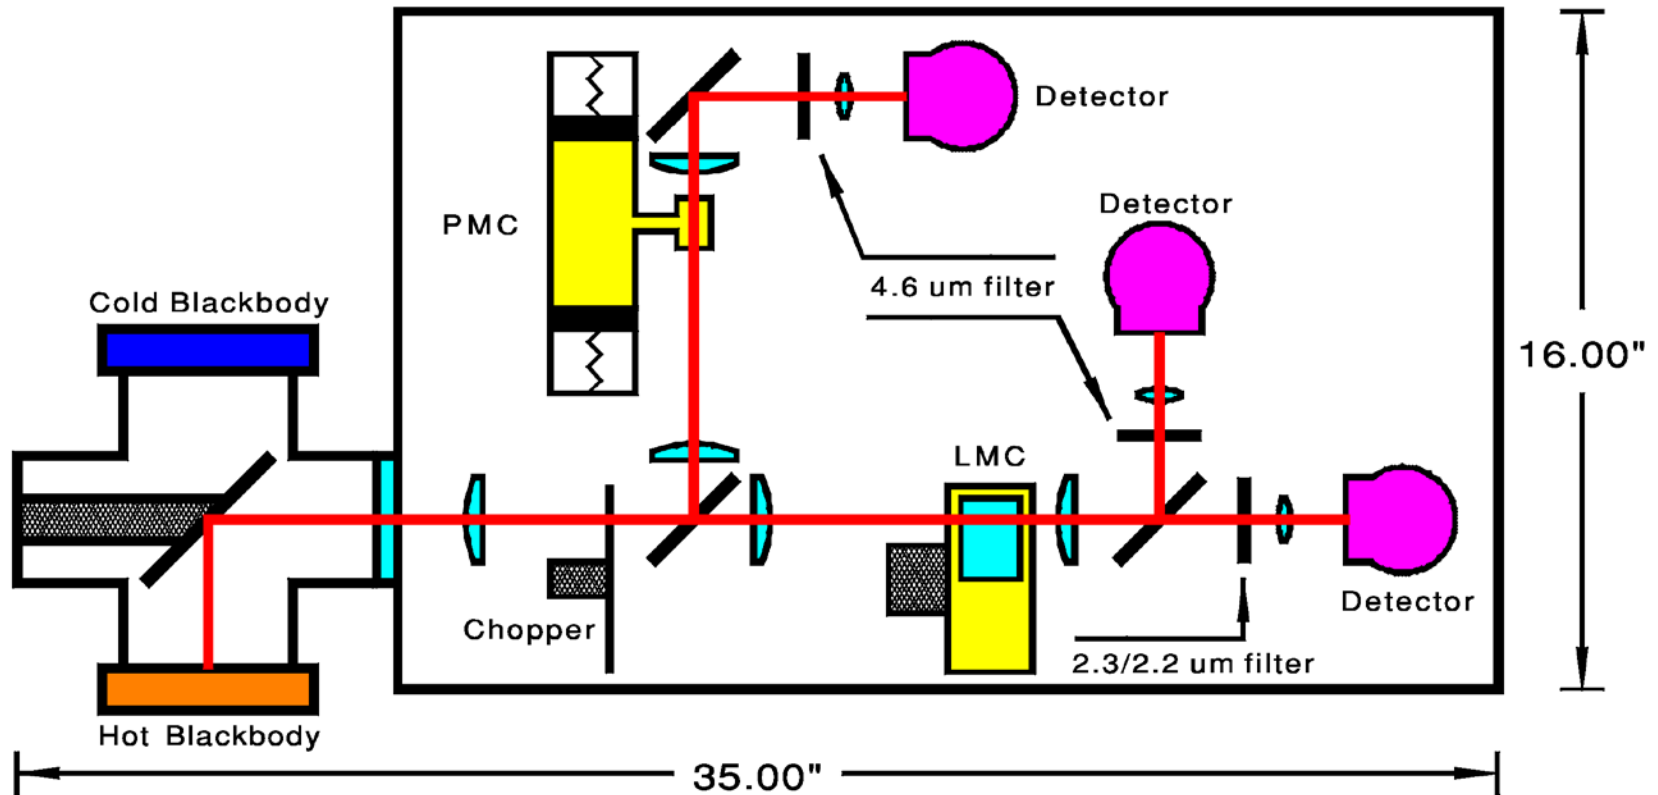 Detector
PMC
Detector
4.6 um filter
Cold Blackbody
16.00"
LMC
Chopper
Detector
2.3/2.2 um filter
Hot Blackbody
35.00"